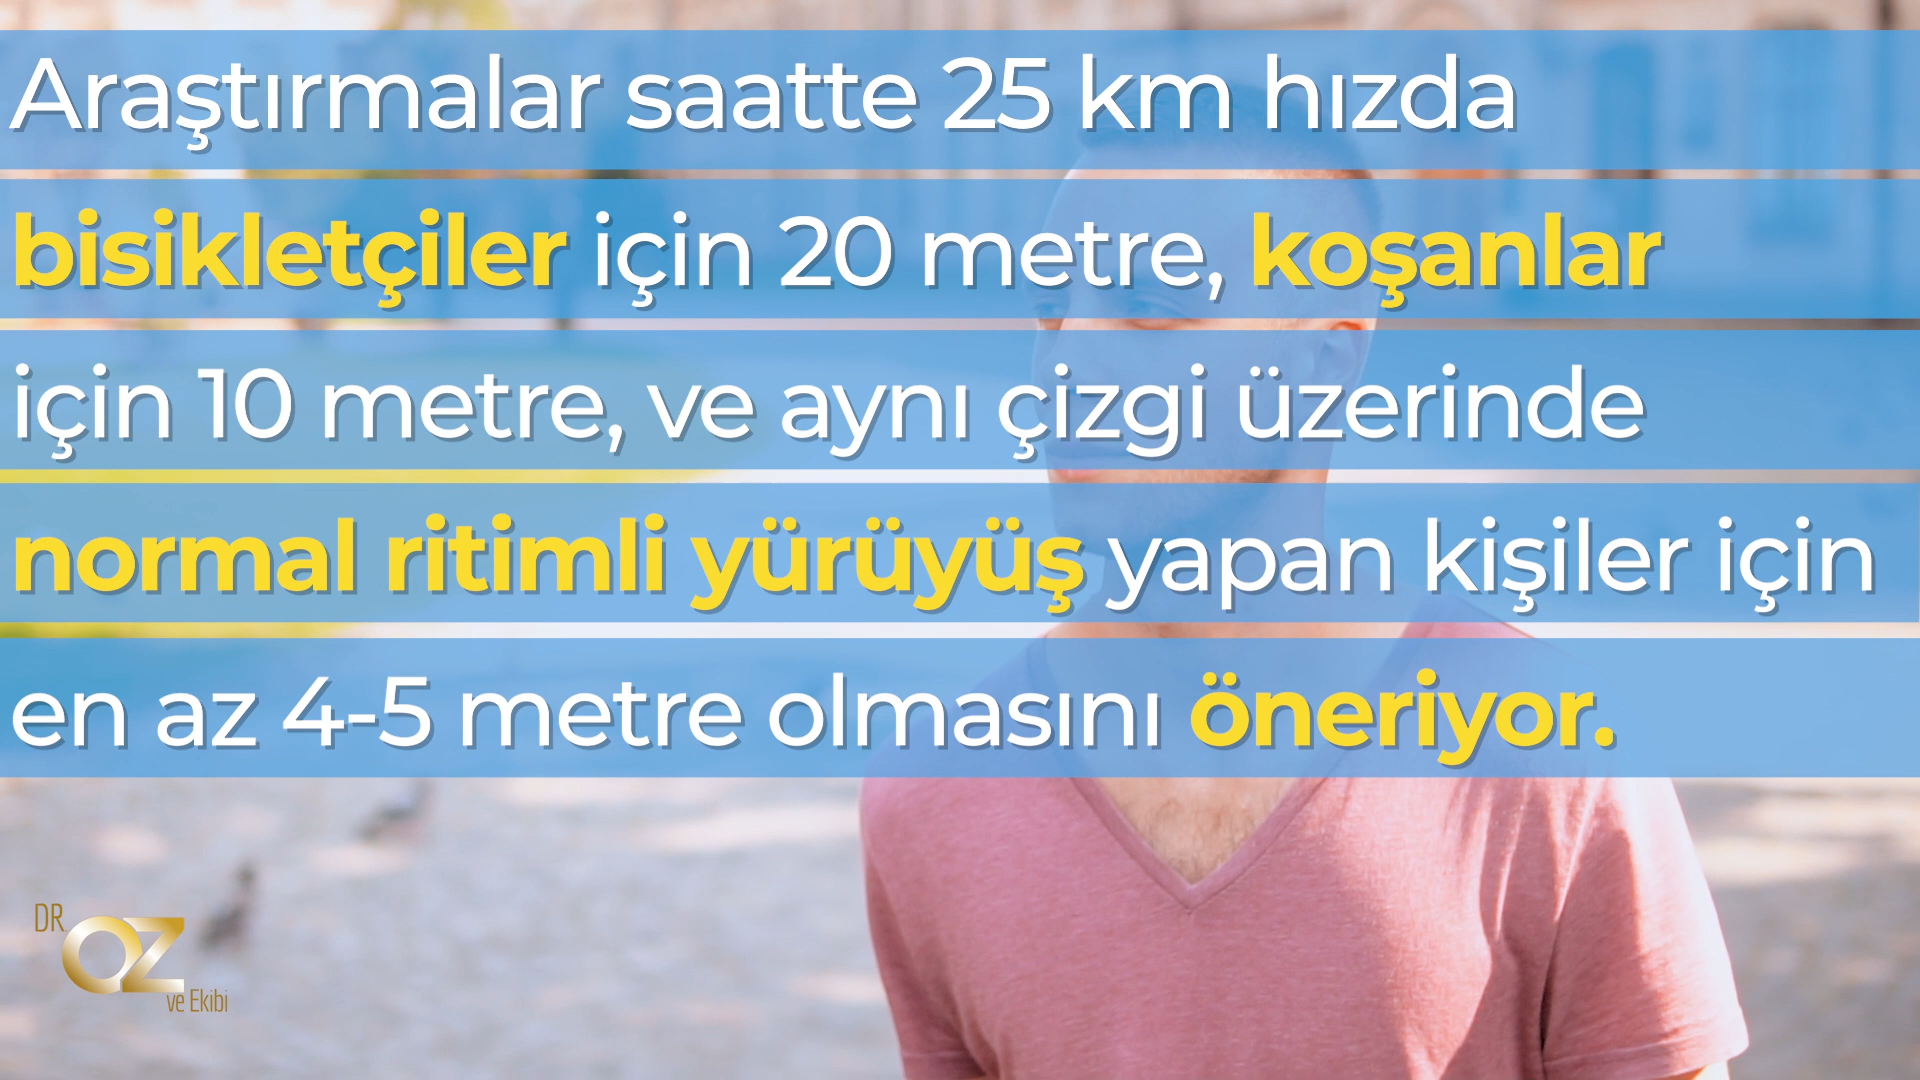 Araştırmalar saatte 25 km hızda
bisikletçiler için 20 metre, koşanlar
için 10 metre, ve aynı çizgi üzerinde
normal ritimli yürüyüş yapan kişiler için
en az 4-5 metre olmasını öneriyor.
DR.
OZ
ve Ekibi